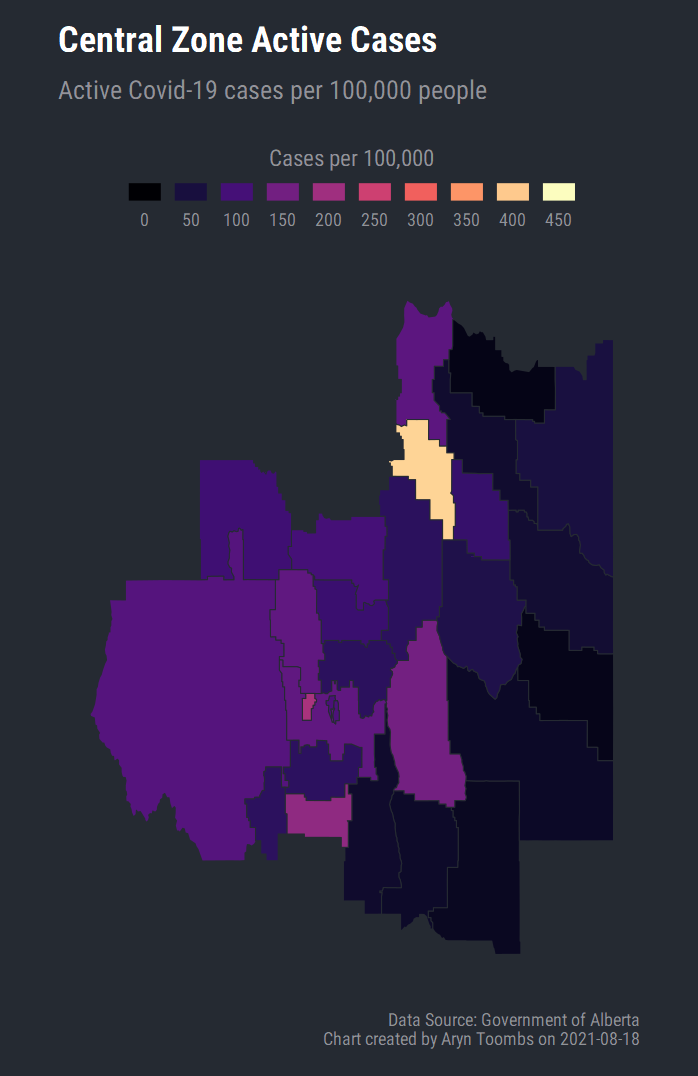 Central Zone Active Cases
Active Covid-19 cases per 100,000 people
Cases per 100,000
0 50 100 150 200 250 300 350 400 450
Data Source: Government of Alberta
Chart created by Aryn Toombs on 2021-08-18